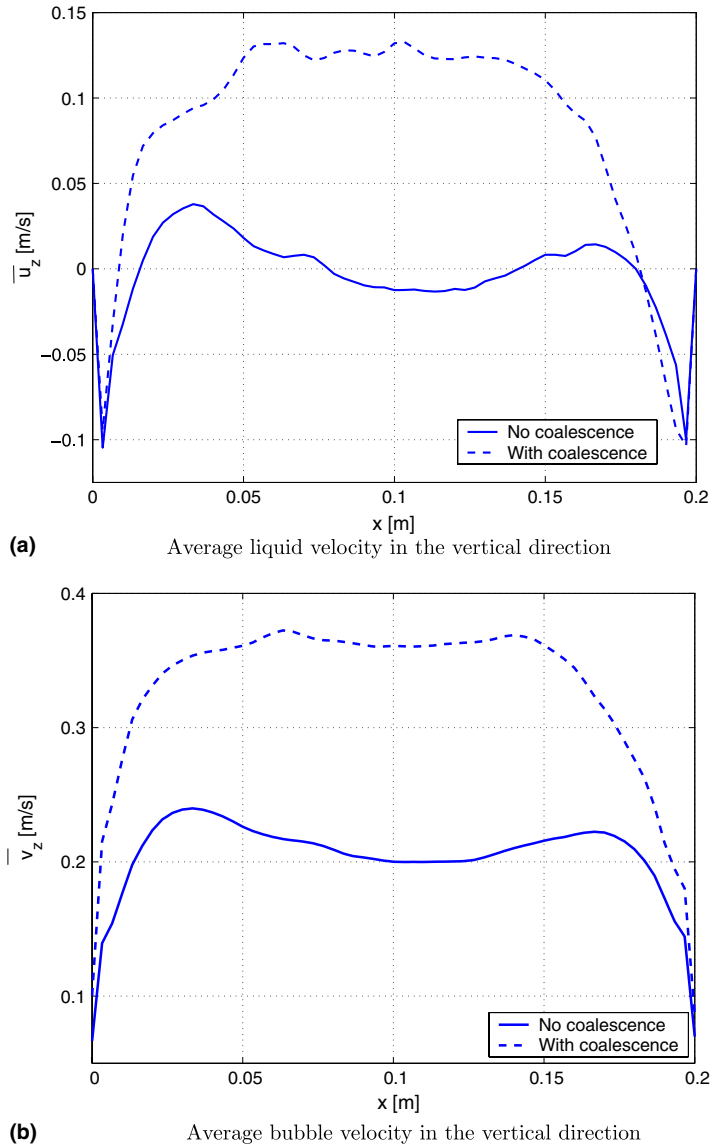 0.15
0.1
0.05
0
−0.05
−0.1
u_z [m/s]
No coalescence
With coalescence
0
0.05
0.1
0.15
0.2
x [m]
(a)
Average liquid velocity in the vertical direction
0.4
0.3
0.2
0.1
v_z [m/s]
No coalescence
With coalescence
0
0.05
0.1
0.15
0.2
x [m]
(b)
Average bubble velocity in the vertical direction